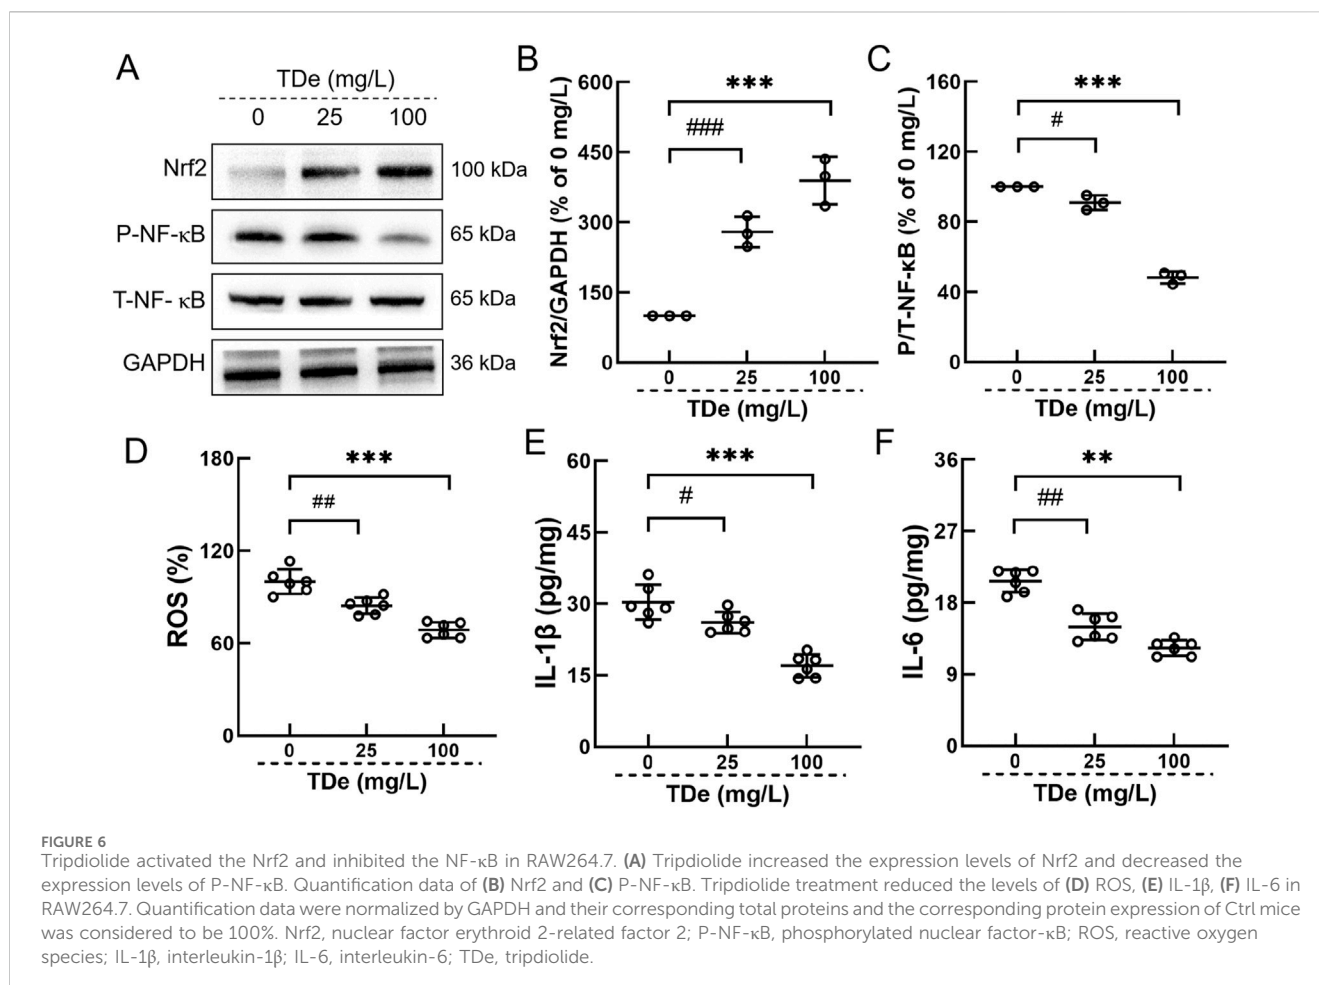 A
TDe (mg/L)
0 25 100
Nrf2 100 kDa
P-NF-κB 65 kDa
T-NF- κB 65 kDa
GAPDH 36 kDa
B
Nrf2/GAPDH (% of 0 mg/L)
600
450
300
150
0
***
###
0 25 100
TDe (mg/L)
C
P/T-NF-κB (% of 0 mg/L)
160
120
80
40
0
***
#
0 25 100
TDe (mg/L)
D
ROS (%)
180
120
60
0
***
##
0 25 100
TDe (mg/L)
E
IL-1β (pg/mg)
60
45
30
15
0
***
#
0 25 100
TDe (mg/L)
F
IL-6 (pg/mg)
36
27
18
9
0
**
##
0 25 100
TDe (mg/L)
FIGURE 6
Tripdiolide activated the Nrf2 and inhibited the NF-κB in RAW264.7. (A) Tripdiolide increased the expression levels of Nrf2 and decreased the
expression levels of P-NF-κB. Quantification data of (B) Nrf2 and (C) P-NF-κB. Tripdiolide treatment reduced the levels of (D) ROS, (E) IL-1β, (F) IL-6 in
RAW264.7. Quantification data were normalized by GAPDH and their corresponding total proteins and the corresponding protein expression of Ctrl mice
was considered to be 100%. Nrf2, nuclear factor erythroid 2-related factor 2; P-NF-κB, phosphorylated nuclear factor-κB; ROS, reactive oxygen
species; IL-1β, interleukin-1β; IL-6, interleukin-6; TDe, tripdiolide.